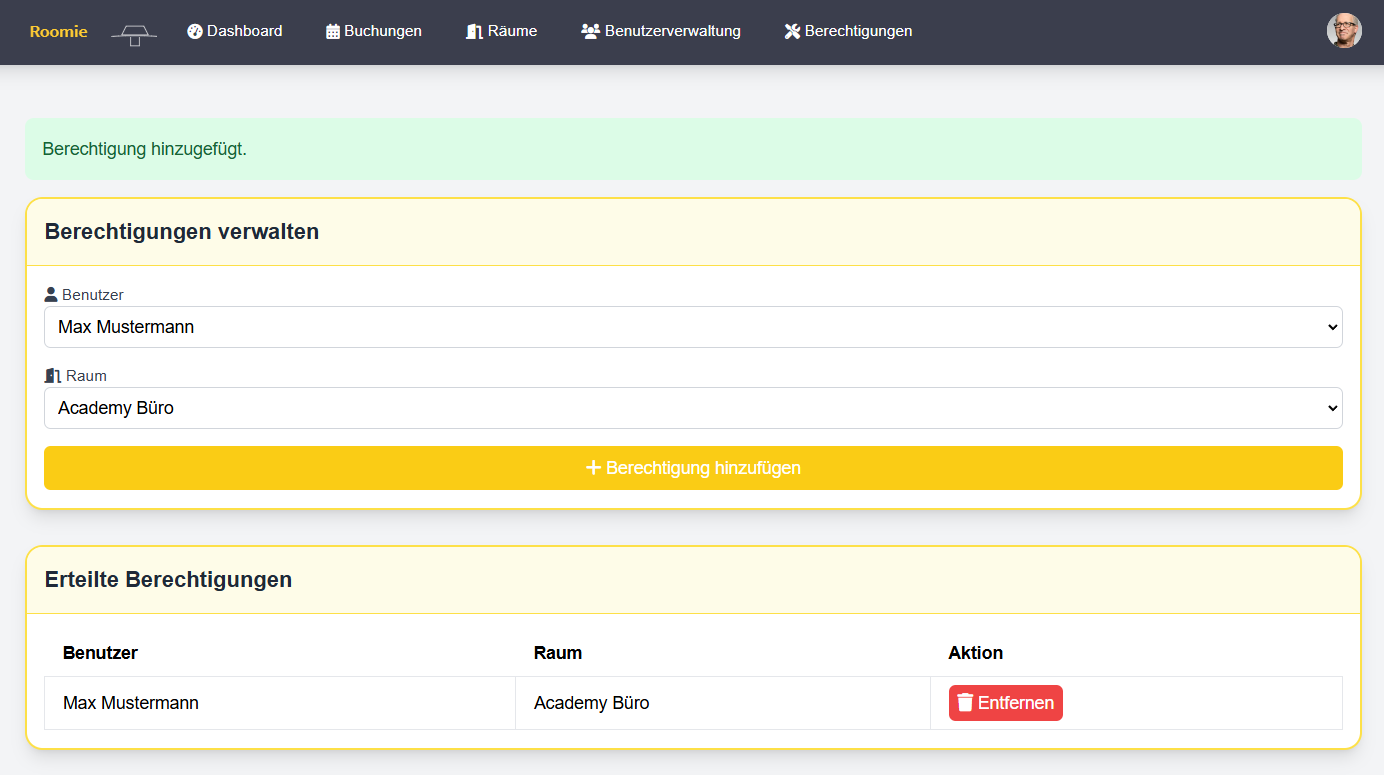 Roomie Dashboard Buchungen Räume Benutzerverwaltung Berechtigungen
Berechtigung hinzugefügt.
Berechtigungen verwalten
Benutzer
Max Mustermann
Raum
Academy Büro
Berechtigung hinzufügen
Erteilte Berechtigungen
Benutzer Raum Aktion
Max Mustermann Academy Büro Entfernen